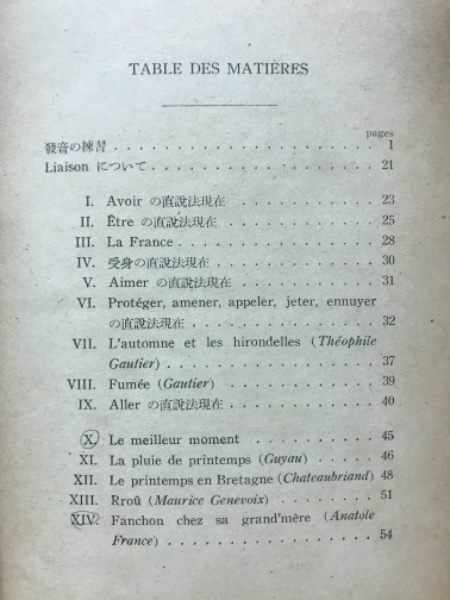 TABLE DES MATIÈRES
pages
發音の練習 . . . . . . . . . . . . . . . . . . . . 1
Liaison について . . . . . . . . . . . . . . . . . . 21
I. Avoir の直說法現在 . . . . . . . . . . . . 23
II. Être の直說法現在 . . . . . . . . . . . . 25
III. La France . . . . . . . . . . . . . . . 28
IV. 受身の直說法現在 . . . . . . . . . . . . 30
V. Aimer の直說法現在 . . . . . . . . . . . 31
VI. Protéger, amener, appeler, jeter, ennuyer
の直說法現在 . . . . . . . . . . . . . 32
VII. L'automne et les hirondelles (Théophile
Gautier) . . . . . . . . . . . . . . . 37
VIII. Fumée (Gautier) . . . . . . . . . . . . 39
IX. Aller の直說法現在 . . . . . . . . . . . 40
X. Le meilleur moment . . . . . . . . . 45
XI. La pluie de printemps (Guyau) . . . . . 46
XII. Le printemps en Bretagne (Chateaubriand) 48
XIII. Rroû (Maurice Genevoix) . . . . . . . 51
XIV. Fanchon chez sa grand'mère (Anatole
France) . . . . . . . . . . . . . . . . 54